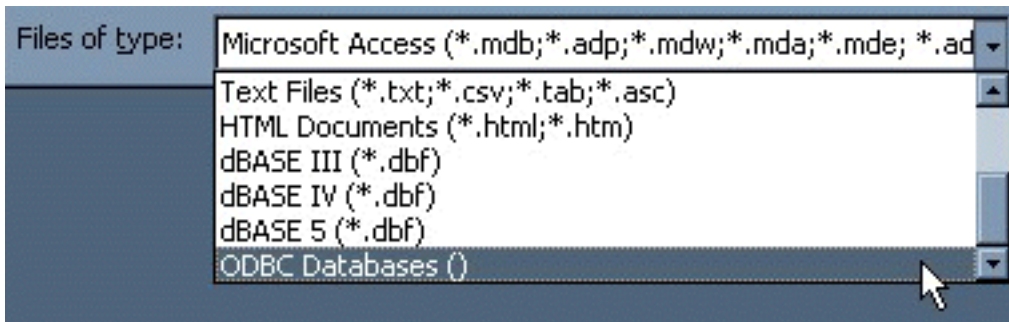 Files of type:
Microsoft Access (*.mdb;*.adp;*.mdw;*.mda;*.mde; *.ad
Text Files (*.txt;*.csv;*.tab;*.asc)
HTML Documents (*.html;*.htm)
dBASE III (*.dbf)
dBASE IV (*.dbf)
dBASE 5 (*.dbf)
ODBC Databases ()